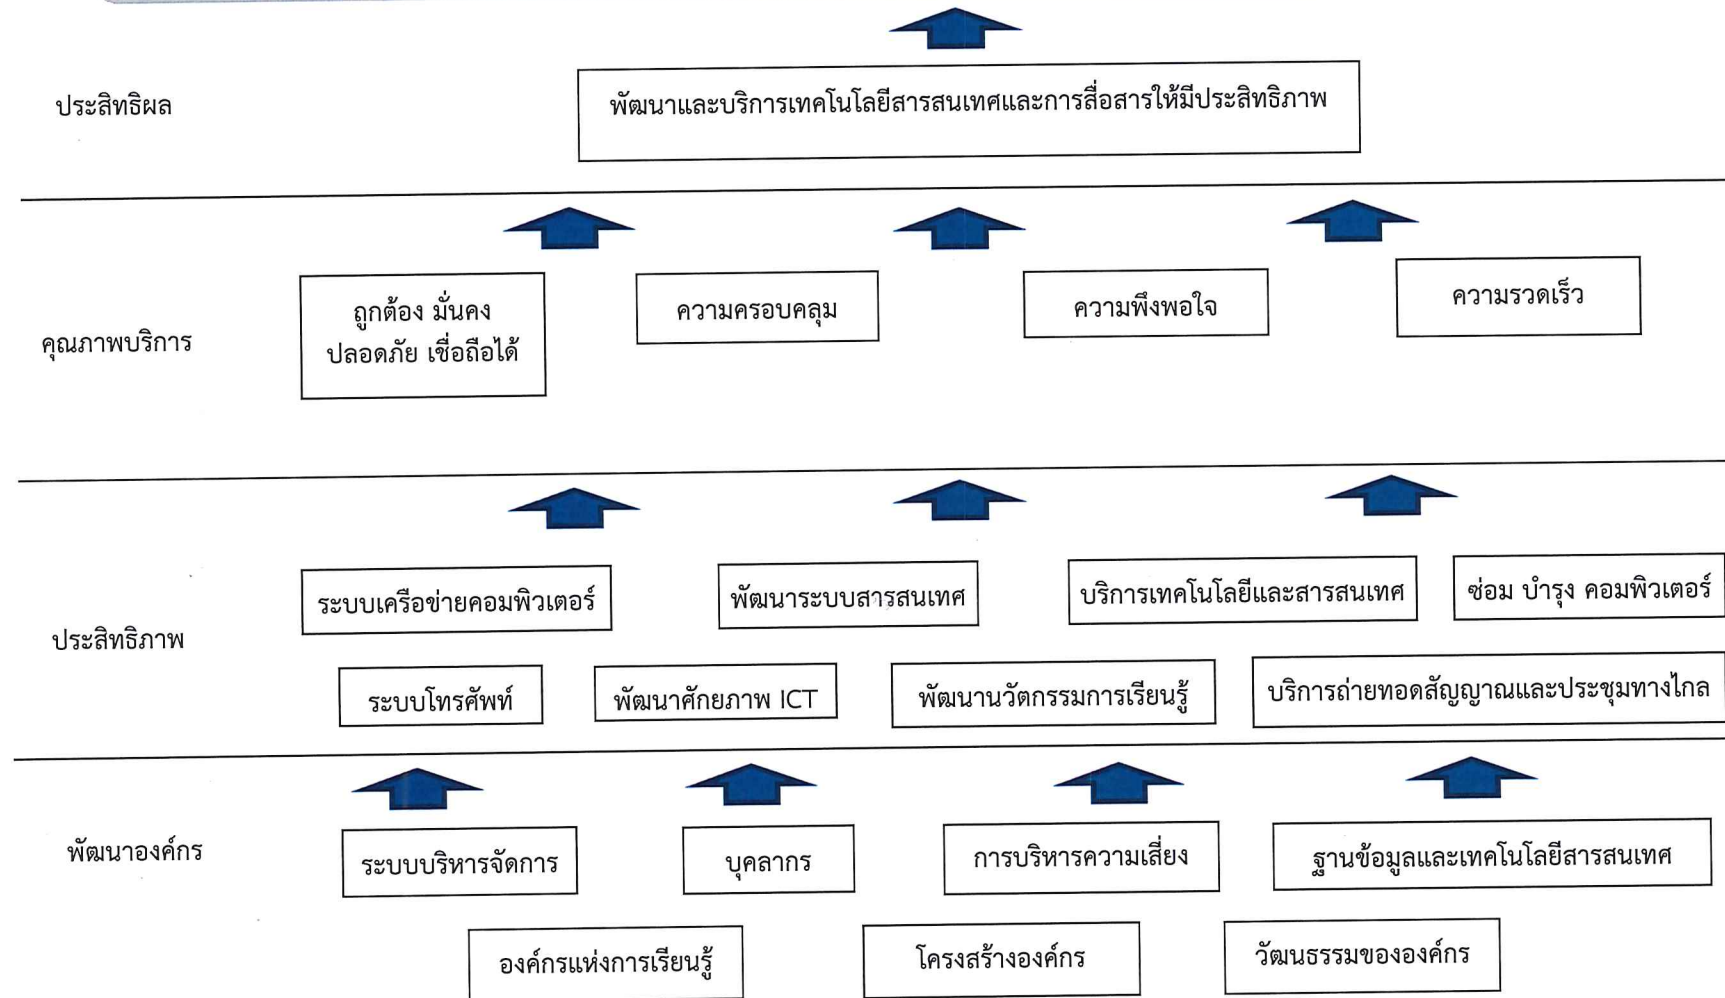 ประสิทธิผล
พัฒนาและบริการเทคโนโลยีสารสนเทศและการสื่อสารให้มีประสิทธิภาพ
คุณภาพบริการ
ถูกต้อง มั่นคง
ปลอดภัย เชื่อถือได้
ความครอบคลุม
ความพึงพอใจ
ความรวดเร็ว
ประสิทธิภาพ
ระบบเครือข่ายคอมพิวเตอร์
พัฒนาระบบสารสนเทศ
บริการเทคโนโลยีและสารสนเทศ
ซ่อม บำรุง คอมพิวเตอร์
ระบบโทรศัพท์
พัฒนาศักยภาพ ICT
พัฒนานวัตกรรมการเรียนรู้
บริการถ่ายทอดสัญญาณและประชุมทางไกล
พัฒนาองค์กร
ระบบบริหารจัดการ
บุคลากร
การบริหารความเสี่ยง
ฐานข้อมูลและเทคโนโลยีสารสนเทศ
องค์กรแห่งการเรียนรู้
โครงสร้างองค์กร
วัฒนธรรมขององค์กร